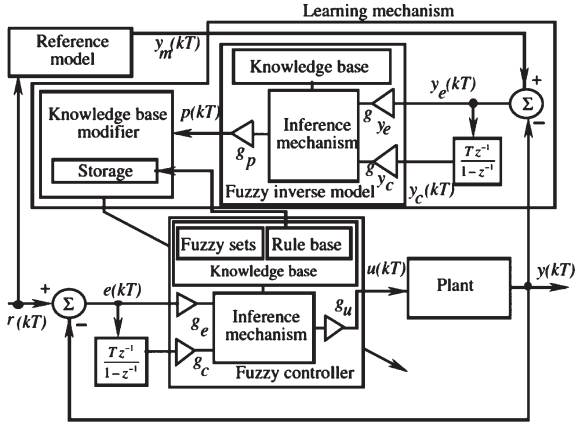 Learning mechanism
Reference
model
y_m(kT)
Knowledge base
Knowledge base
modifier
p(kT)
Inference
mechanism
g_ye
y_e(kT)
+
Σ
−
Storage
g_p
g_yc
Tz⁻¹
1−z⁻¹
Fuzzy inverse model
y_c(kT)
Fuzzy sets
Rule base
Knowledge base
u(kT)
Plant
y(kT)
+
Σ
−
r(kT)
e(kT)
g_e
Inference
mechanism
g_u
Tz⁻¹
1−z⁻¹
g_c
Fuzzy controller